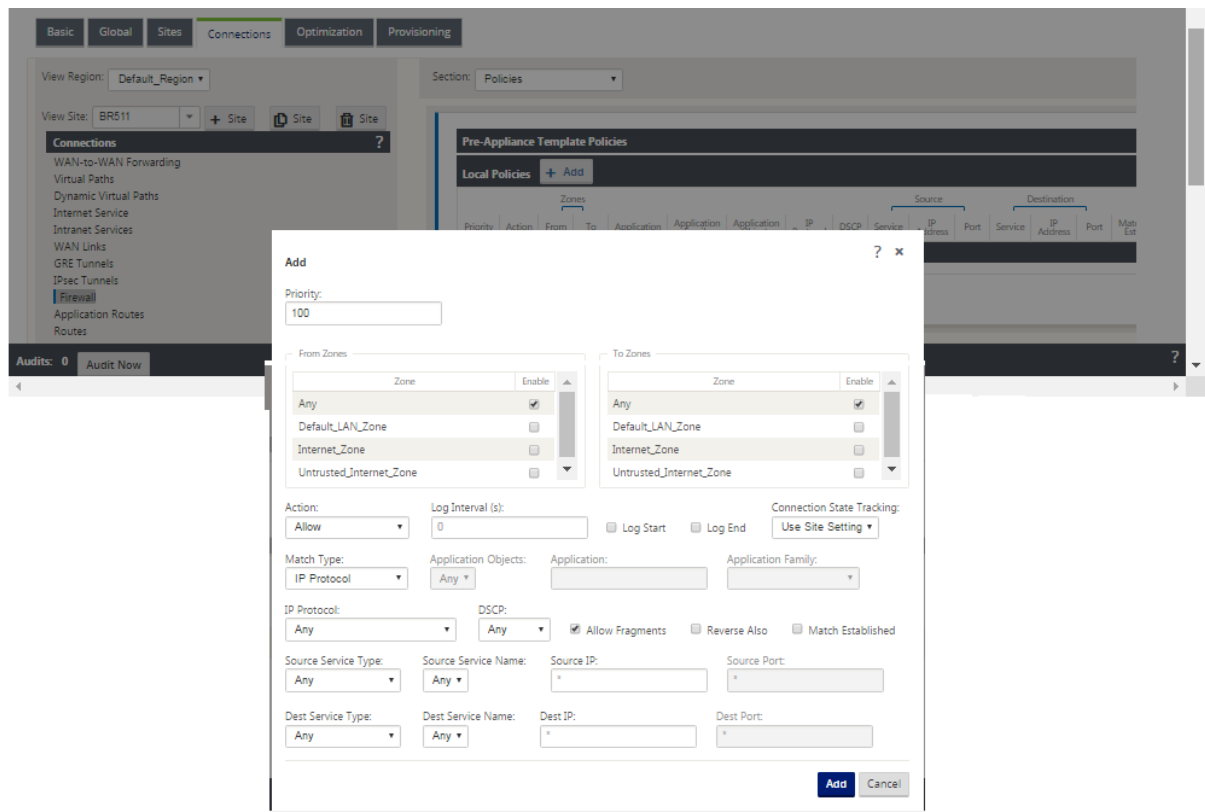 Basic Global Sites Connections Optimization Provisioning
View Region: Default_Region
Section: Policies
View Site: BR511 + Site Site Site
Connections ?
WAN-to-WAN Forwarding
Virtual Paths
Dynamic Virtual Paths
Internet Service
Intranet Services
WAN Links
GRE Tunnels
IPsec Tunnels
Firewall
Application Routes
Routes
Pre-Appliance Template Policies
Local Policies + Add
Zones Source Destination
Priority Action From To Application Application Application IP DSCP Service IP Port Service IP Address Port
Audits: 0 Audit Now ?
Add ?
Priority:
100
From Zones
Zone Enable
Any
Default_LAN_Zone
Internet_Zone
Untrusted_Internet_Zone
To Zones
Zone Enable
Any
Default_LAN_Zone
Internet_Zone
Untrusted_Internet_Zone
Action: Log Interval (s): Connection State Tracking:
Allow 0 Log Start Log End Use Site Setting
Match Type: Application Objects: Application: Application Family:
IP Protocol Any
IP Protocol: DSCP:
Any Any Allow Fragments Reverse Also Match Established
Source Service Type: Source Service Name: Source IP: Source Port:
Any Any * *
Dest Service Type: Dest Service Name: Dest IP: Dest Port:
Any Any * *
Add Cancel